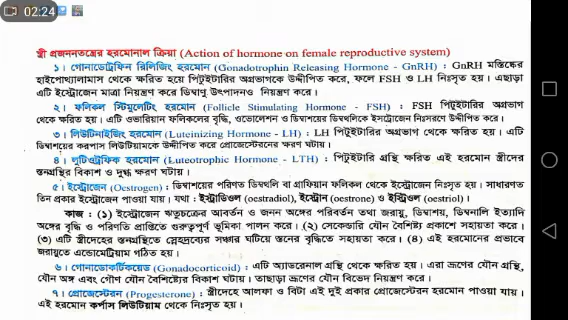 02:24
স্ত্রী প্রজননতন্ত্রের হরমোনাল ক্রিয়া (Action of hormone on female reproductive system)
১। গোনাডোট্রফিন রিলিজিং হরমোন (Gonadotrophin Releasing Hormone - GnRH) : GnRH মস্তিষ্কের
হাইপোথ্যালামাস থেকে ক্ষরিত হয়ে পিটুইটারির অগ্রভাগকে উদ্দীপিত করে, ফলে FSH ও LH নিঃসৃত হয়। এছাড়া
এটি ইস্ট্রোজেন মাত্রা নিয়ন্ত্রণ করে ডিম্বাণু উৎপাদনও নিয়ন্ত্রণ করে।
২। ফলিকল স্টিমুলেটিং হরমোন (Follicle Stimulating Hormone - FSH) : FSH পিটুইটারির অগ্রভাগ
থেকে ক্ষরিত হয়। এটি ওভারিয়ান ফলিকলের বৃদ্ধি, ওভোলেশন ও ডিম্বাশয়ের ডিম্বথলিকে ইসট্রোজেন নিঃসরণে উদ্দীপিত করে।
৩। লিউটিনাইজিং হরমোন (Luteinizing Hormone - LH) : LH পিটুইটারির অগ্রভাগ থেকে ক্ষরিত হয়। এটি
ডিম্বাশয়ের করপাস লিউটিয়ামকে উদ্দীপিত করে প্রোজেস্টেরনের ক্ষরণ ঘটায়।
৪। লুটিওট্রফিক হরমোন (Luteotrophic Hormone - LTH) : পিটুইটারি গ্রন্থি থেকে ক্ষরিত এই হরমোন স্ত্রীদের
স্তনগ্রন্থির বিকাশ ও দুগ্ধ ক্ষরণ ঘটায়।
৫। ইস্ট্রোজেন (Oestrogen) : ডিম্বাশয়ের পরিণত ডিম্বথলি বা গ্রাফিয়ান ফলিকল থেকে ইস্ট্রোজেন নিঃসৃত হয়। সাধারণত
তিন প্রকার ইস্ট্রোজেন পাওয়া যায়। যথা : ইস্ট্রাডিওল (oestradiol), ইস্ট্রোন (oestrone) ও ইস্ট্রিওল (oestriol)।
কাজ : (১) ইস্ট্রোজেন ঋতুচক্রের আবর্তন ও জনন অঙ্গের পরিবর্তন তথা জরায়ু, ডিম্বাশয়, ডিম্বনালি ইত্যাদি
অঙ্গের বৃদ্ধি ও পরিণতি প্রাপ্তিতে গুরুত্বপূর্ণ ভূমিকা পালন করে। (২) সেকেন্ডারি যৌন বৈশিষ্ট্য প্রকাশে সহায়তা করে।
(৩) এটি স্ত্রীদেহের স্তনগ্রন্থিতে স্নেহদ্রব্যের সঞ্চার ঘটিয়ে স্তনের বৃদ্ধিতে সহায়তা করে। (৪) এই হরমোনের প্রভাবে
জরায়ুতে এন্ডোমেট্রিয়াম গঠিত হয়।
৬। গোনাডোকর্টিকয়েড (Gonadocorticoid) : এটি অ্যাডরেনাল গ্রন্থি থেকে ক্ষরিত হয়। এরা ভ্রূণের যৌন গ্রন্থি,
যৌন অঙ্গ এবং গৌণ যৌন বৈশিষ্ট্যের বিকাশ ঘটায়। তাছাড়া ভ্রূণের যৌন বিভেদ নিয়ন্ত্রণ করে।
৭। প্রোজেস্টেরন (Progesterone) : স্ত্রীদেহে আলফা ও বিটা এই দুই প্রকার প্রোজেস্টেরন হরমোন পাওয়া যায়।
এই হরমোন কর্পাস লিউটিয়াম থেকে নিঃসৃত হয়।